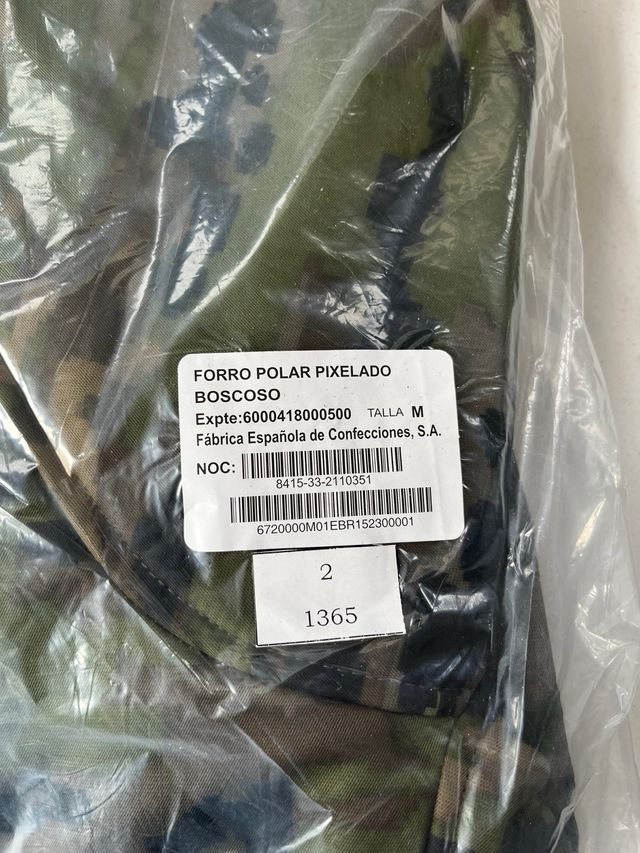 FORRO POLAR PIXELADO
BOSCOSO
Expte:6000418000500 TALLA M
Fábrica Española de Confecciones, S.A.
NOC:
8415-33-2110351
6720000M01EBR152300001
2
1365